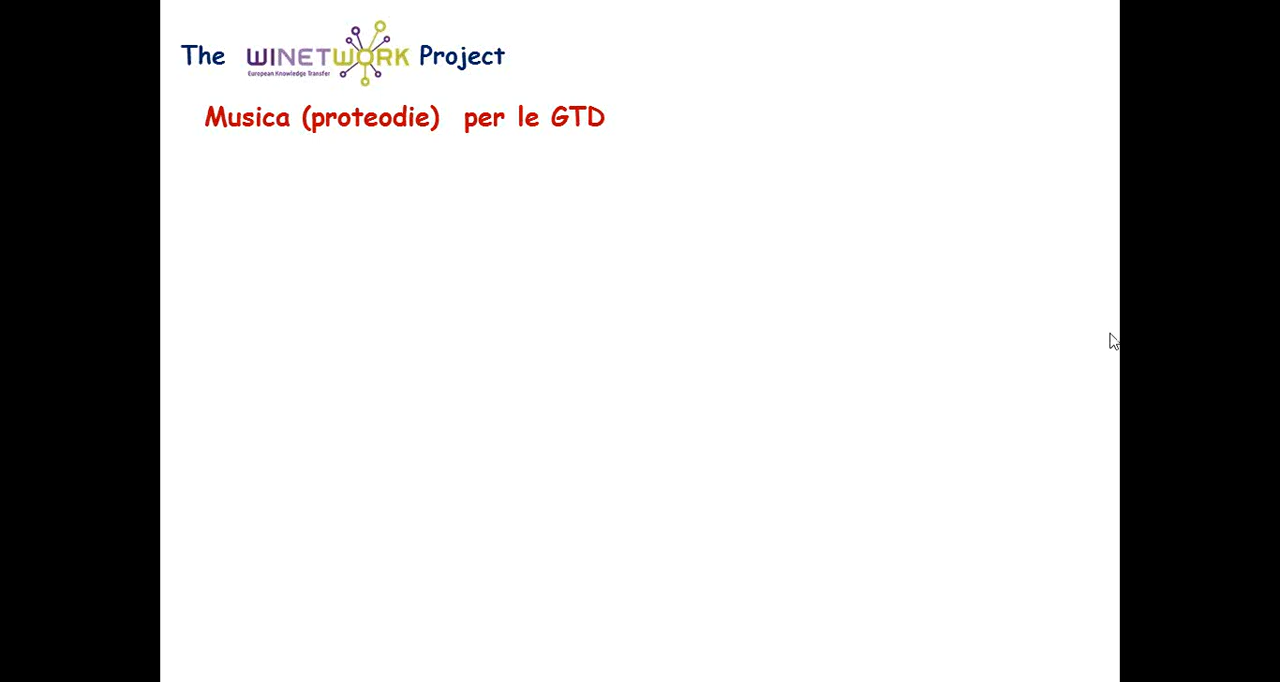 The WINETWORK Project
European Knowledge Transfer
Musica (proteodie) per le GTD